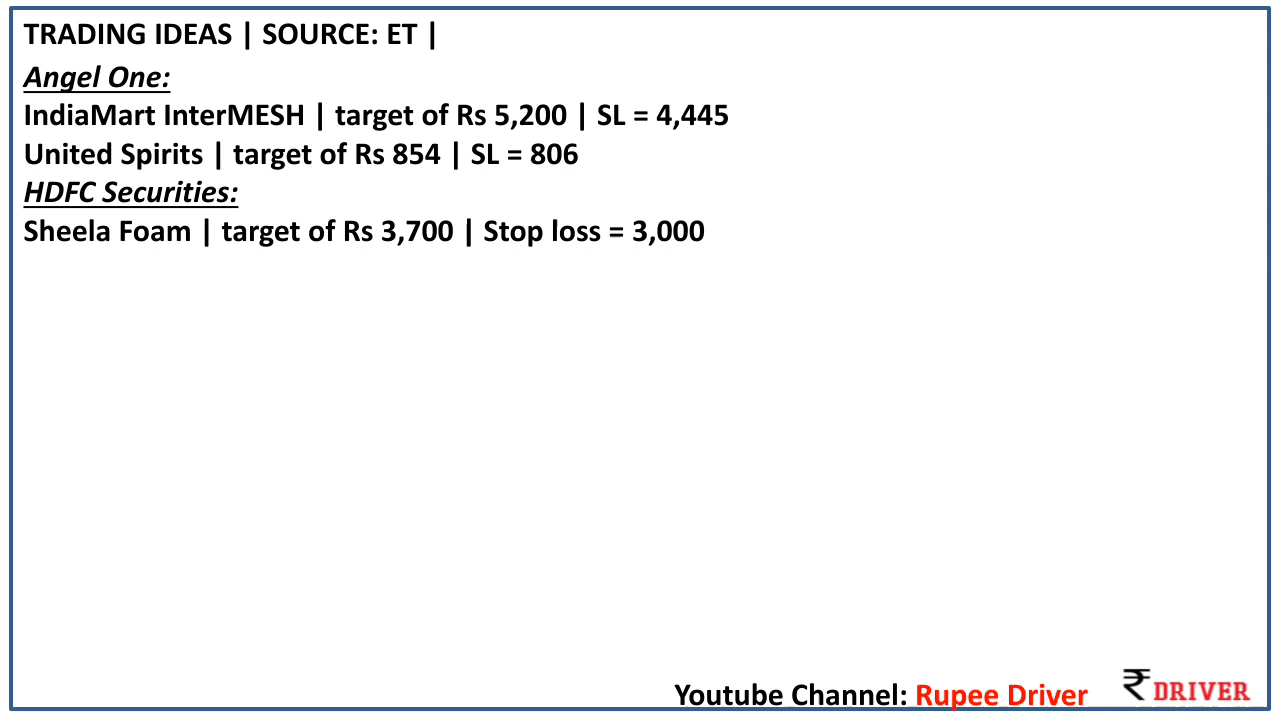 TRADING IDEAS | SOURCE: ET |
Angel One:
IndiaMart InterMESH | target of Rs 5,200 | SL = 4,445
United Spirits | target of Rs 854 | SL = 806
HDFC Securities:
Sheela Foam | target of Rs 3,700 | Stop loss = 3,000
Youtube Channel: Rupee Driver
₹ DRIVER